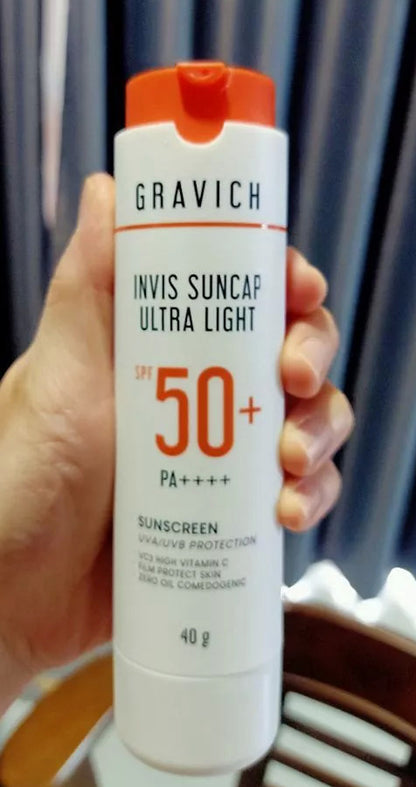 GRAVICH
INVIS SUNCAP
ULTRA LIGHT
SPF
50+
PA++++
SUNSCREEN
UVA/UVB PROTECTION
VC3 HIGH VITAMIN C
FILM PROTECT SKIN
ZERO OIL COMEDOGENIC
40 g